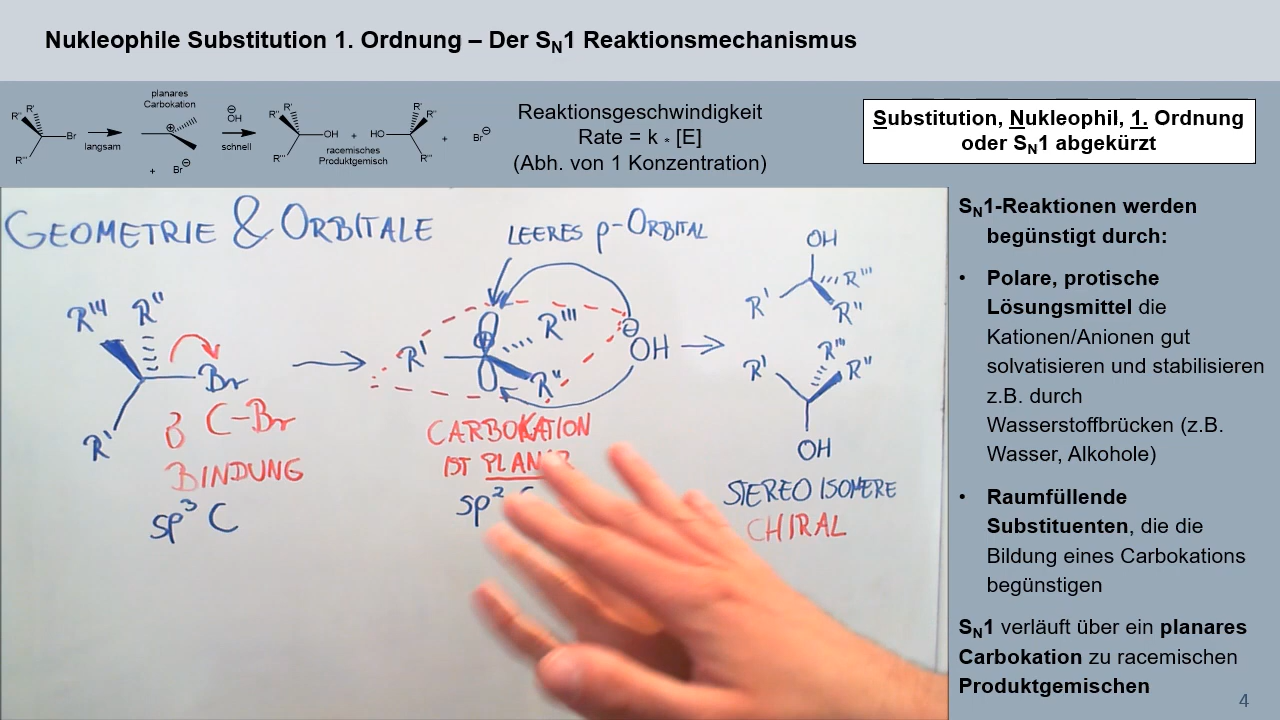 Nukleophile Substitution 1. Ordnung – Der SN1 Reaktionsmechanismus
R'
R''
Br
R'''
langsam
planares
Carbokation
⊕
+ Br⊖
⊖
OH
schnell
R'
R''
OH
R'''
+
HO
R'
R''
R'''
racemisches
Produktgemisch
+ Br⊖
Reaktionsgeschwindigkeit
Rate = k * [E]
(Abh. von 1 Konzentration)
Substitution, Nukleophil, 1. Ordnung
oder SN1 abgekürzt
GEOMETRIE & ORBITALE
LEERES p-ORBITAL
R'''
R''
Br
R'
C-Br
BINDUNG
sp³ C
R'
R'''
R''
⊕
⊖
OH
CARBOKATION
IST PLANAR
sp²
OH
R'
R'''
R''
R'
R'''
R''
OH
STEREOISOMERE
CHIRAL
SN1-Reaktionen werden
begünstigt durch:
• Polare, protische
Lösungsmittel die
Kationen/Anionen gut
solvatisieren und stabilisieren
z.B. durch
Wasserstoffbrücken (z.B.
Wasser, Alkohole)
• Raumfüllende
Substituenten, die die
Bildung eines Carbokations
begünstigen
SN1 verläuft über ein planares
Carbokation zu racemischen
Produktgemischen
4